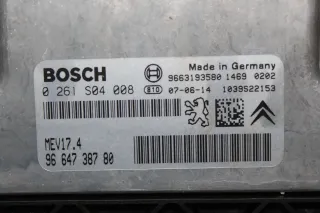 BOSCH
Made in Germany
9663193580 1469 0202
0 261 S04 008 810 07-06-14 1039S22153
MEV17.4
96 647 387 80